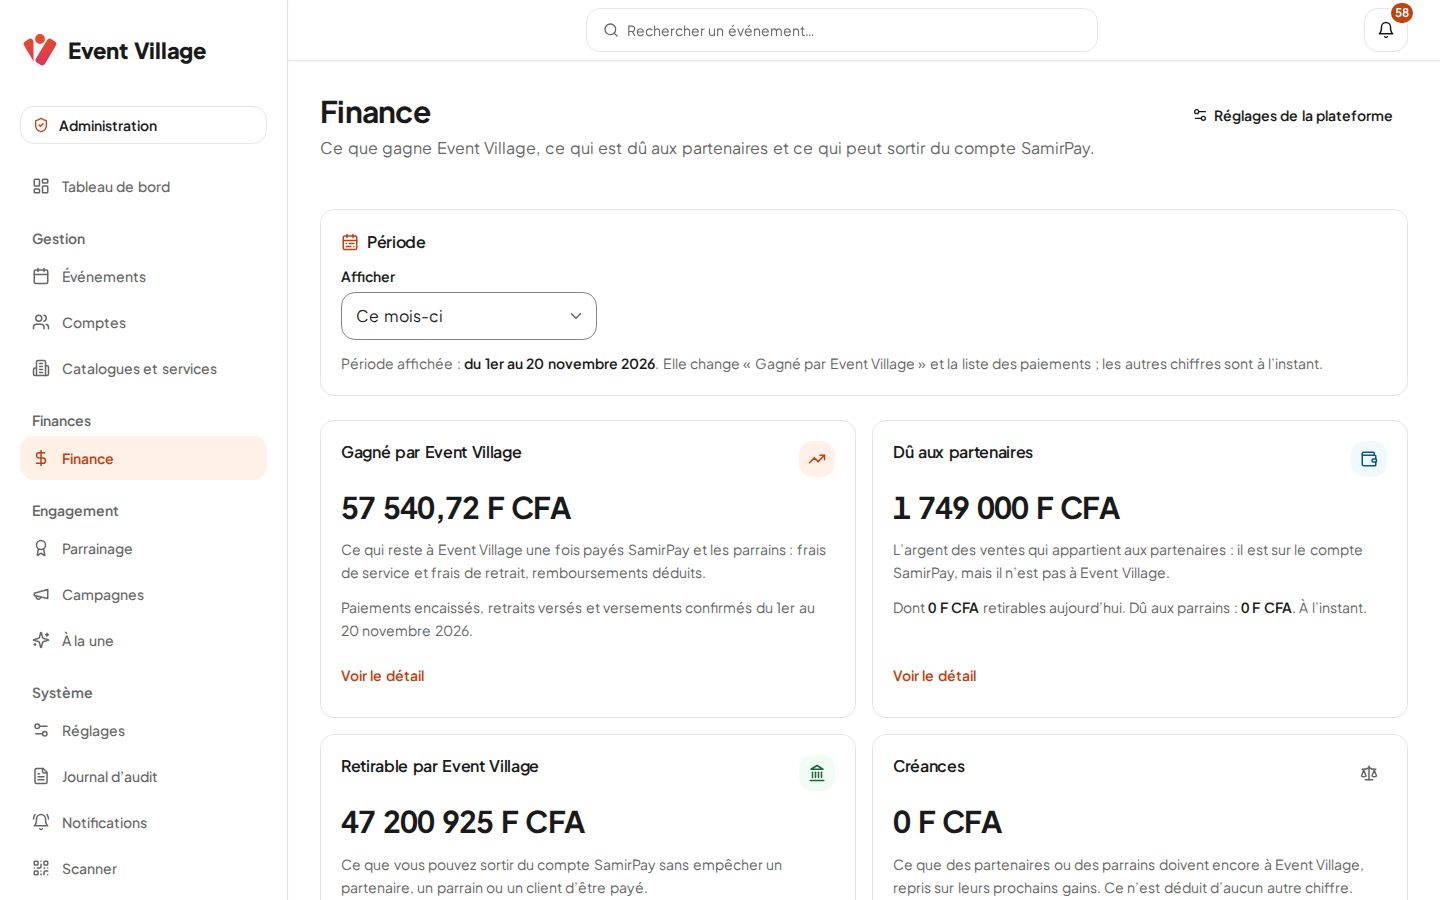 Event Village
Administration
Tableau de bord
Gestion
Événements
Comptes
Catalogues et services
Finances
Finance
Engagement
Parrainage
Campagnes
À la une
Système
Réglages
Journal d'audit
Notifications
Scanner
Rechercher un événement…
58
Finance
Réglages de la plateforme
Ce que gagne Event Village, ce qui est dû aux partenaires et ce qui peut sortir du compte SamirPay.
Période
Afficher
Ce mois-ci
Période affichée : du 1er au 20 novembre 2026. Elle change « Gagné par Event Village » et la liste des paiements ; les autres chiffres sont à l'instant.
Gagné par Event Village
57 540,72 F CFA
Ce qui reste à Event Village une fois payés SamirPay et les parrains : frais
de service et frais de retrait, remboursements déduits.
Paiements encaissés, retraits versés et versements confirmés du 1er au
20 novembre 2026.
Voir le détail
Dû aux partenaires
1 749 000 F CFA
L'argent des ventes qui appartient aux partenaires : il est sur le compte
SamirPay, mais il n'est pas à Event Village.
Dont 0 F CFA retirables aujourd'hui. Dû aux parrains : 0 F CFA. À l'instant.
Voir le détail
Retirable par Event Village
47 200 925 F CFA
Ce que vous pouvez sortir du compte SamirPay sans empêcher un
partenaire, un parrain ou un client d'être payé.
Créances
0 F CFA
Ce que des partenaires ou des parrains doivent encore à Event Village,
repris sur leurs prochains gains. Ce n'est déduit d'aucun autre chiffre.